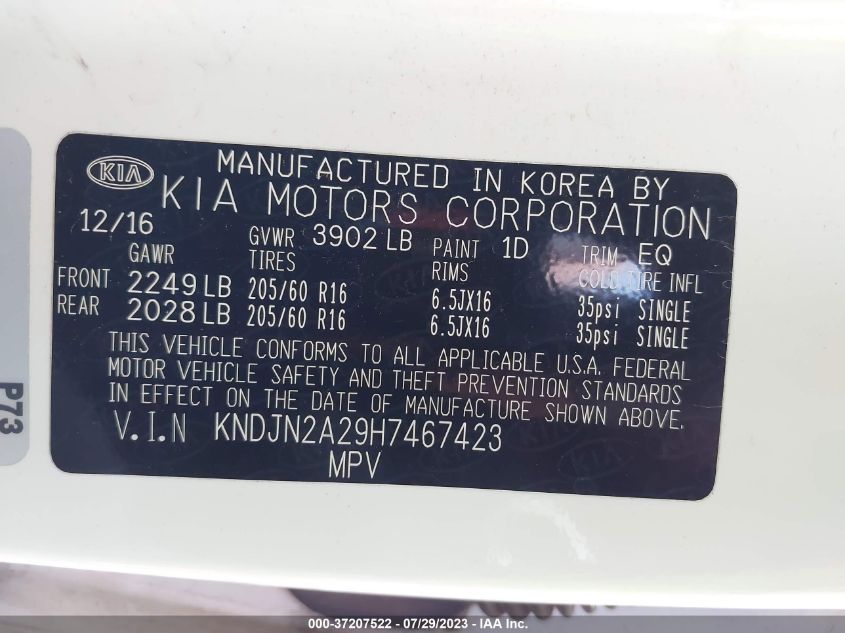 KIA
MANUFACTURED IN KOREA BY
KIA MOTORS CORPORATION
12/16 GVWR 3902 LB PAINT 1D TRIM EQ
GAWR TIRES RIMS COLD TIRE INFL
FRONT 2249 LB 205/60 R16 6.5JX16 35psi SINGLE
REAR 2028 LB 205/60 R16 6.5JX16 35psi SINGLE
THIS VEHICLE CONFORMS TO ALL APPLICABLE U.S.A. FEDERAL
MOTOR VEHICLE SAFETY AND THEFT PREVENTION STANDARDS
IN EFFECT ON THE DATE OF MANUFACTURE SHOWN ABOVE.
V.I.N KNDJN2A29H7467423
MPV
P73
000-37207522 - 07/29/2023 - IAA Inc.